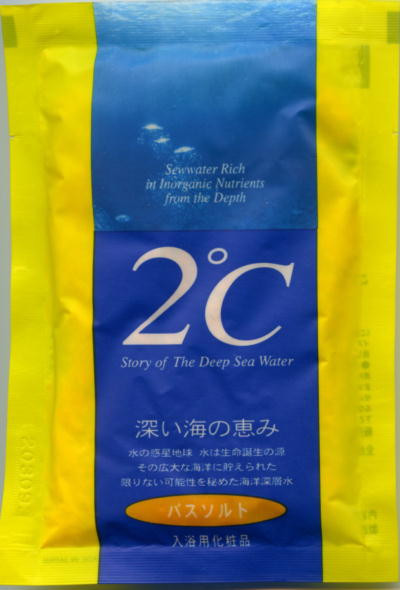 Sewwater Rich
in Inorganic Nutrients
from the Depth
2°C
Story of The Deep Sea Water
深い海の恵み
水の惑星地球 水は生命誕生の源
その広大な海洋に貯えられた
限りない可能性を秘めた海洋深層水
バスソルト
入浴用化粧品